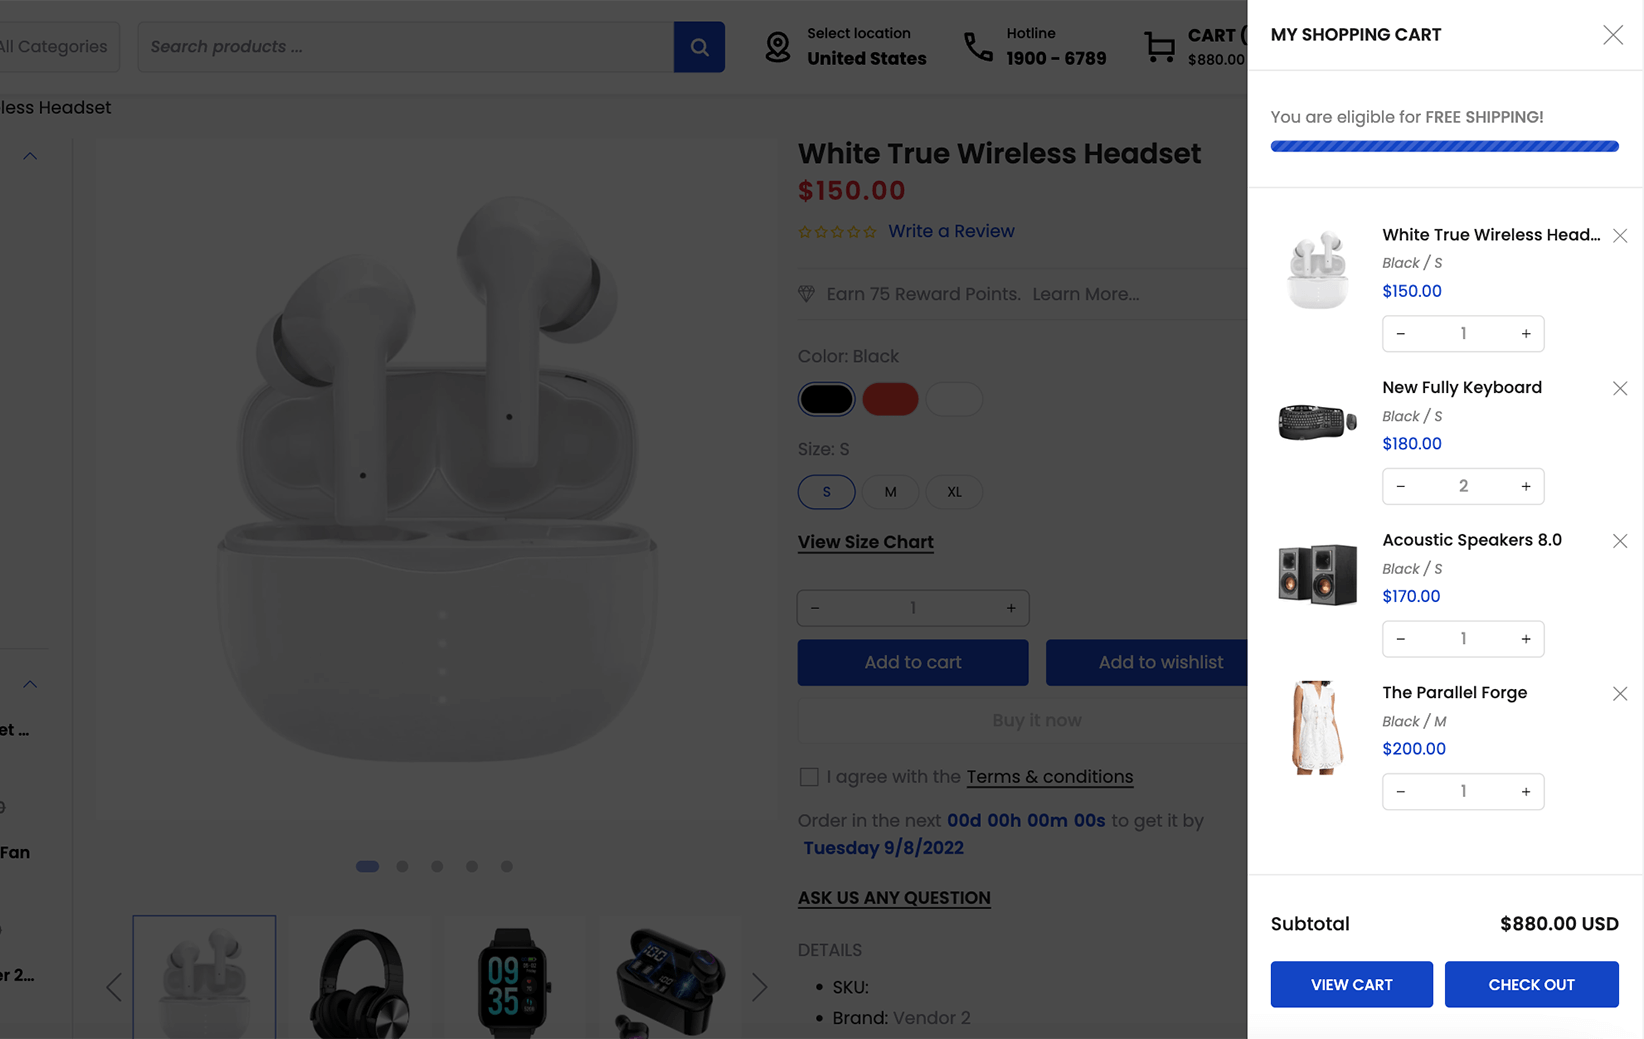 All Categories
Search products ...
Select location
United States
Hotline
1900 - 6789
CART (
$880.00
less Headset
White True Wireless Headset
$150.00
Write a Review
Earn 75 Reward Points. Learn More...
Color: Black
Size: S
S
M
XL
View Size Chart
- 1 +
Add to cart
Add to wishlist
Buy it now
I agree with the Terms & conditions
Order in the next 00d 00h 00m 00s to get it by
Tuesday 9/8/2022
ASK US ANY QUESTION
DETAILS
SKU:
Brand: Vendor 2
et ...
Fan
er 2...
09
35
MY SHOPPING CART
You are eligible for FREE SHIPPING!
White True Wireless Head...
Black / S
$150.00
- 1 +
New Fully Keyboard
Black / S
$180.00
- 2 +
Acoustic Speakers 8.0
Black / S
$170.00
- 1 +
The Parallel Forge
Black / M
$200.00
- 1 +
Subtotal
$880.00 USD
VIEW CART
CHECK OUT